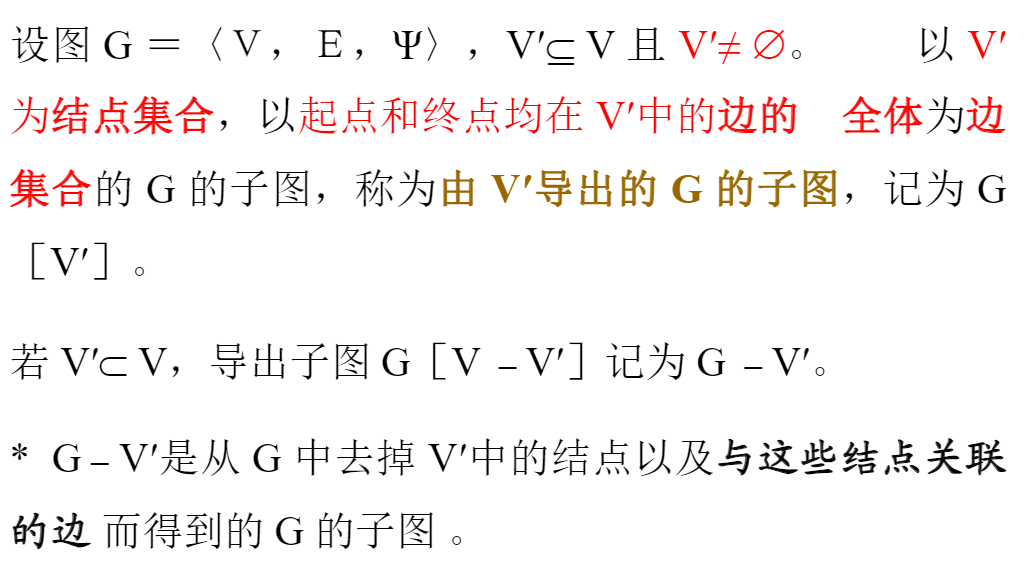 设图 G ＝〈V，E，Ψ〉，V′⊆ V 且 V′≠ ∅。 以 V′
为结点集合，以起点和终点均在 V′中的边的 全体为边
集合的 G 的子图，称为由 V′导出的 G 的子图，记为 G
［V′］。
若 V′⊂ V，导出子图 G［V – V′］记为 G – V′。
* G – V′是从 G 中去掉 V′中的结点以及与这些结点关联
的边 而得到的 G 的子图 。